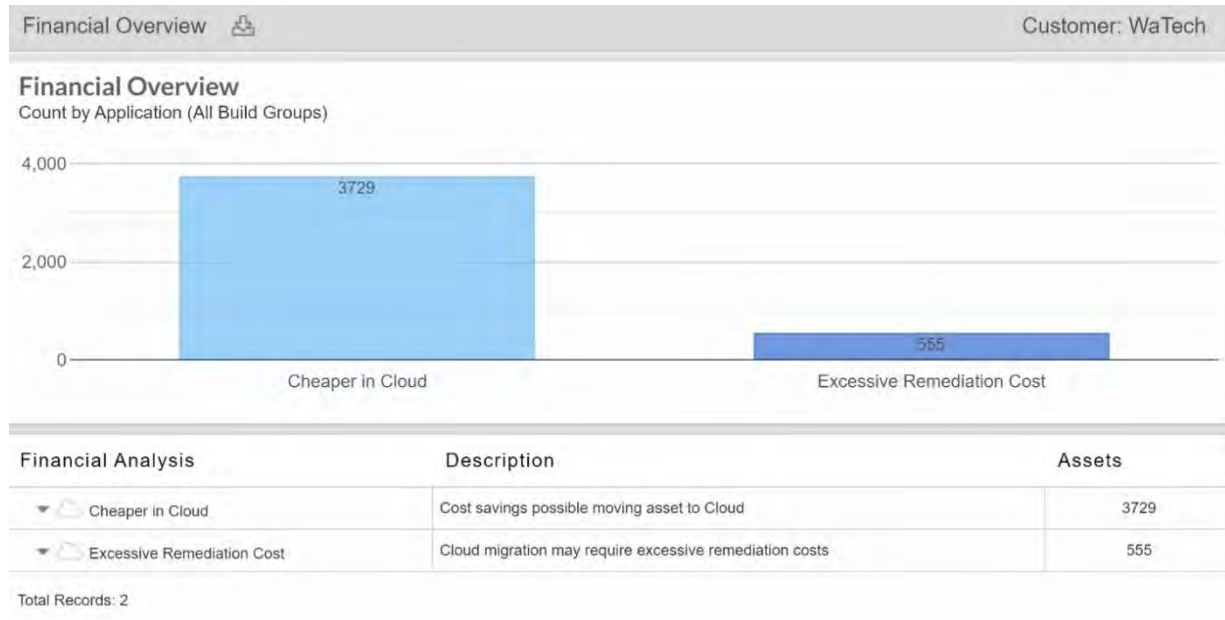 Financial Overview
Customer: WaTech
Financial Overview
Count by Application (All Build Groups)
4,000
3729
2,000
555
0
Cheaper in Cloud
Excessive Remediation Cost
Financial Analysis Description Assets
Cheaper in Cloud Cost savings possible moving asset to Cloud 3729
Excessive Remediation Cost Cloud migration may require excessive remediation costs 555
Total Records: 2